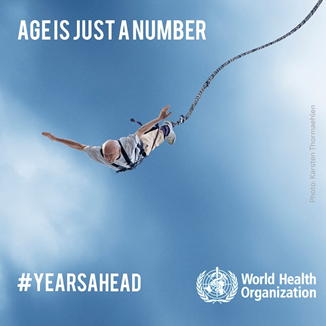 AGE IS JUST A NUMBER
Photo: Karsten Thormaehlen
#YEARSAHEAD
World Health
Organization